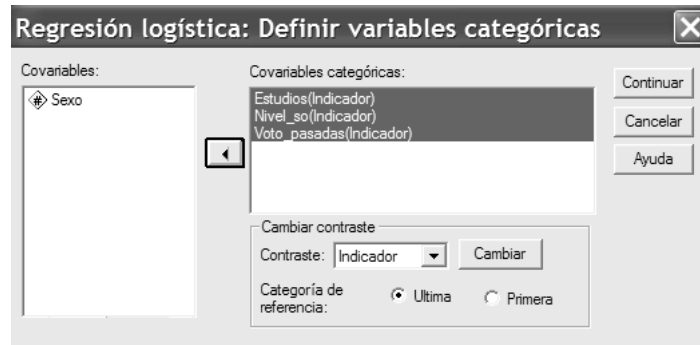 Regresión logística: Definir variables categóricas
Covariables:
Sexo
Covariables categóricas:
Estudios(Indicador)
Nivel_so(Indicador)
Voto_pasadas(Indicador)
Continuar
Cancelar
Ayuda
Cambiar contraste
Contraste: Indicador Cambiar
Categoría de
referencia:
Ultima Primera